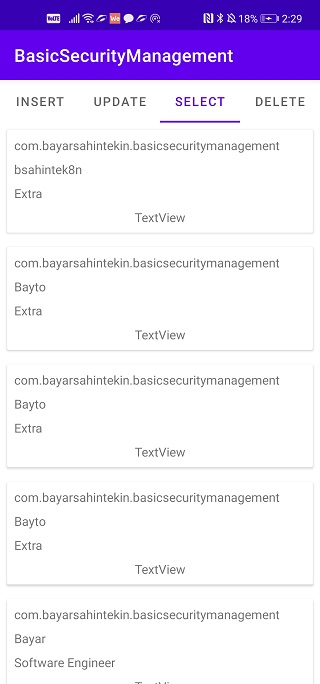 18% 2:29
BasicSecurityManagement
INSERT UPDATE SELECT DELETE
com.bayarsahintekin.basicsecuritymanagement
bsahintek8n
Extra
TextView
com.bayarsahintekin.basicsecuritymanagement
Bayto
Extra
TextView
com.bayarsahintekin.basicsecuritymanagement
Bayto
Extra
TextView
com.bayarsahintekin.basicsecuritymanagement
Bayto
Extra
TextView
com.bayarsahintekin.basicsecuritymanagement
Bayar
Software Engineer